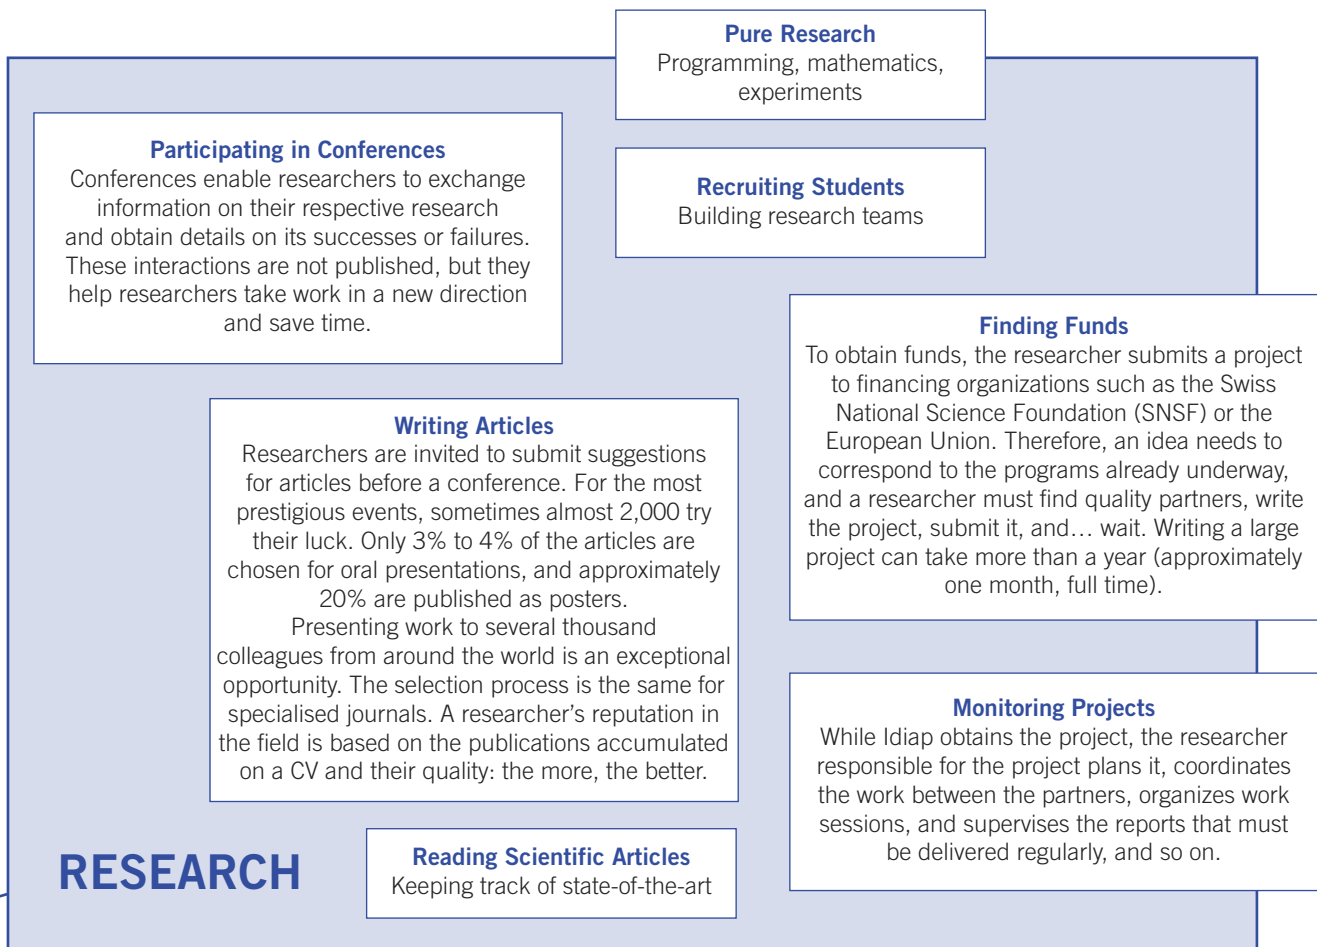 Pure Research
Programming, mathematics,
experiments
Participating in Conferences
Conferences enable researchers to exchange
information on their respective research
and obtain details on its successes or failures.
These interactions are not published, but they
help researchers take work in a new direction
and save time.
Recruiting Students
Building research teams
Finding Funds
To obtain funds, the researcher submits a project
to financing organizations such as the Swiss
National Science Foundation (SNSF) or the
European Union. Therefore, an idea needs to
correspond to the programs already underway,
and a researcher must find quality partners, write
the project, submit it, and… wait. Writing a large
project can take more than a year (approximately
one month, full time).
Writing Articles
Researchers are invited to submit suggestions
for articles before a conference. For the most
prestigious events, sometimes almost 2,000 try
their luck. Only 3% to 4% of the articles are
chosen for oral presentations, and approximately
20% are published as posters.
Presenting work to several thousand
colleagues from around the world is an exceptional
opportunity. The selection process is the same for
specialised journals. A researcher’s reputation in
the field is based on the publications accumulated
on a CV and their quality: the more, the better.
Monitoring Projects
While Idiap obtains the project, the researcher
responsible for the project plans it, coordinates
the work between the partners, organizes work
sessions, and supervises the reports that must
be delivered regularly, and so on.
RESEARCH
Reading Scientific Articles
Keeping track of state-of-the-art